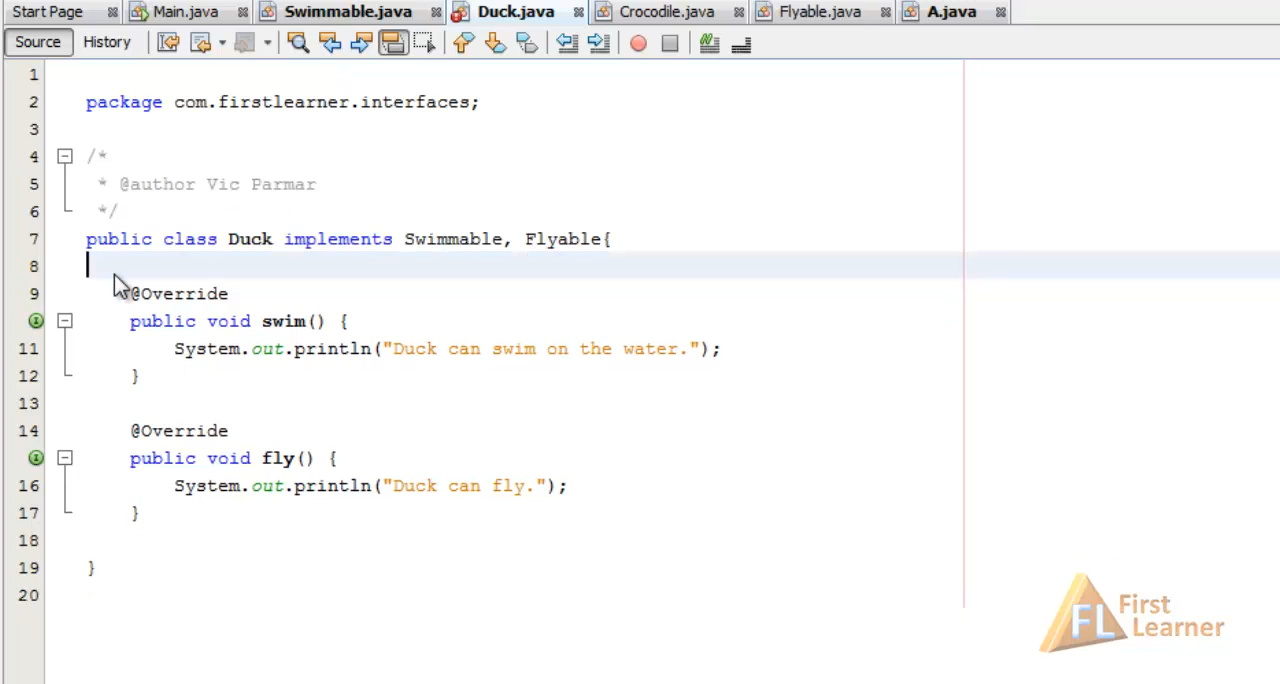 Start Page Main.java Swimmable.java Duck.java Crocodile.java Flyable.java A.java
Source History
1
2 package com.firstlearner.interfaces;
3
4 /*
5 * @author Vic Parmar
6 */
7 public class Duck implements Swimmable, Flyable{
8
9 @Override
public void swim() {
11 System.out.println("Duck can swim on the water.");
12 }
13
14 @Override
public void fly() {
16 System.out.println("Duck can fly.");
17 }
18
19 }
20
FL First
Learner